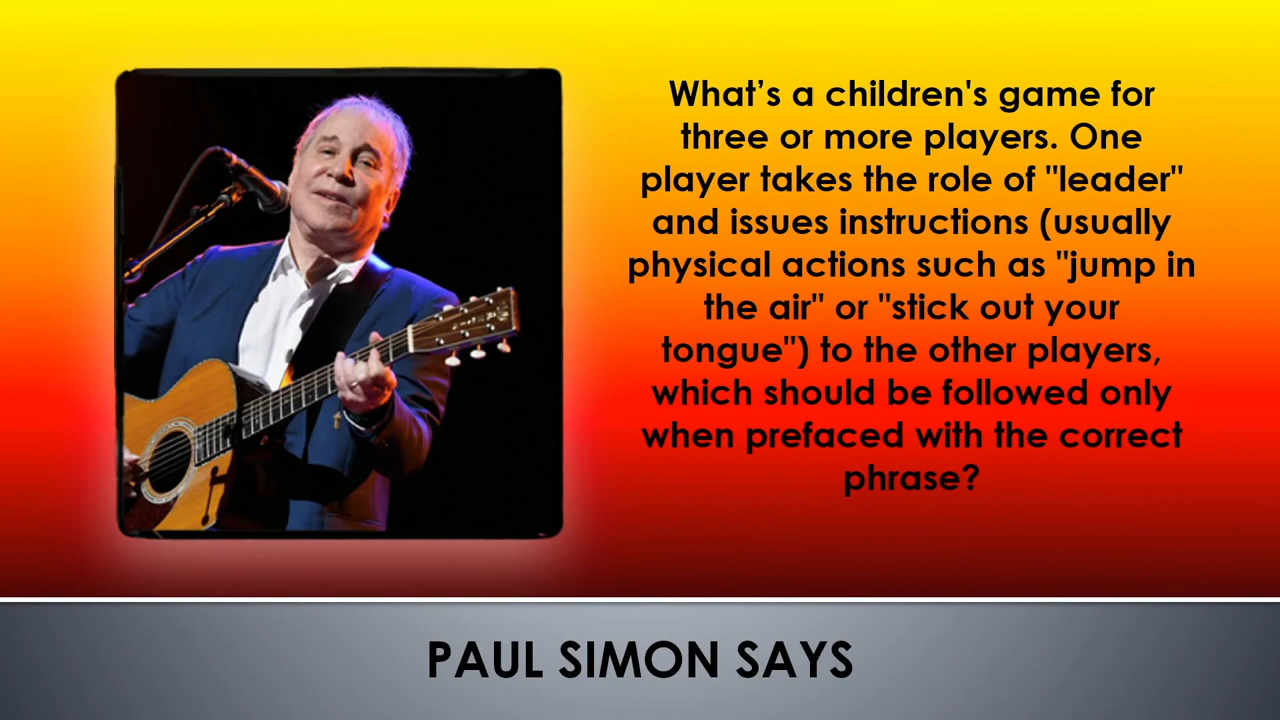 What’s a children's game for
three or more players. One
player takes the role of "leader"
and issues instructions (usually
physical actions such as "jump in
the air" or "stick out your
tongue") to the other players,
which should be followed only
when prefaced with the correct
phrase?
PAUL SIMON SAYS